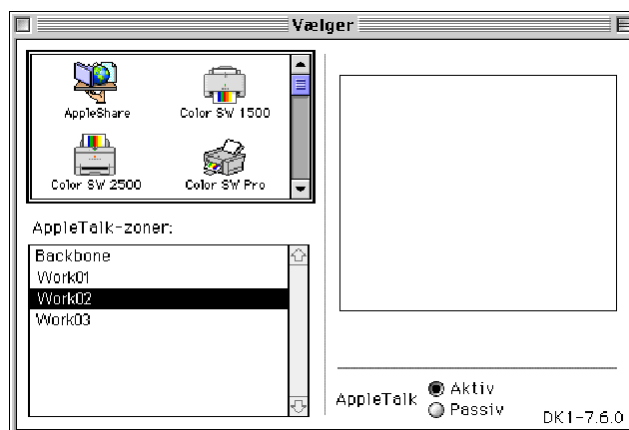 Vælger
AppleShare
Color SW 1500
Color SW 2500
Color SW Pro
AppleTalk-zoner:
Backbone
Work01
Work02
Work03
AppleTalk
Aktiv
Passiv
DK1-7.6.0